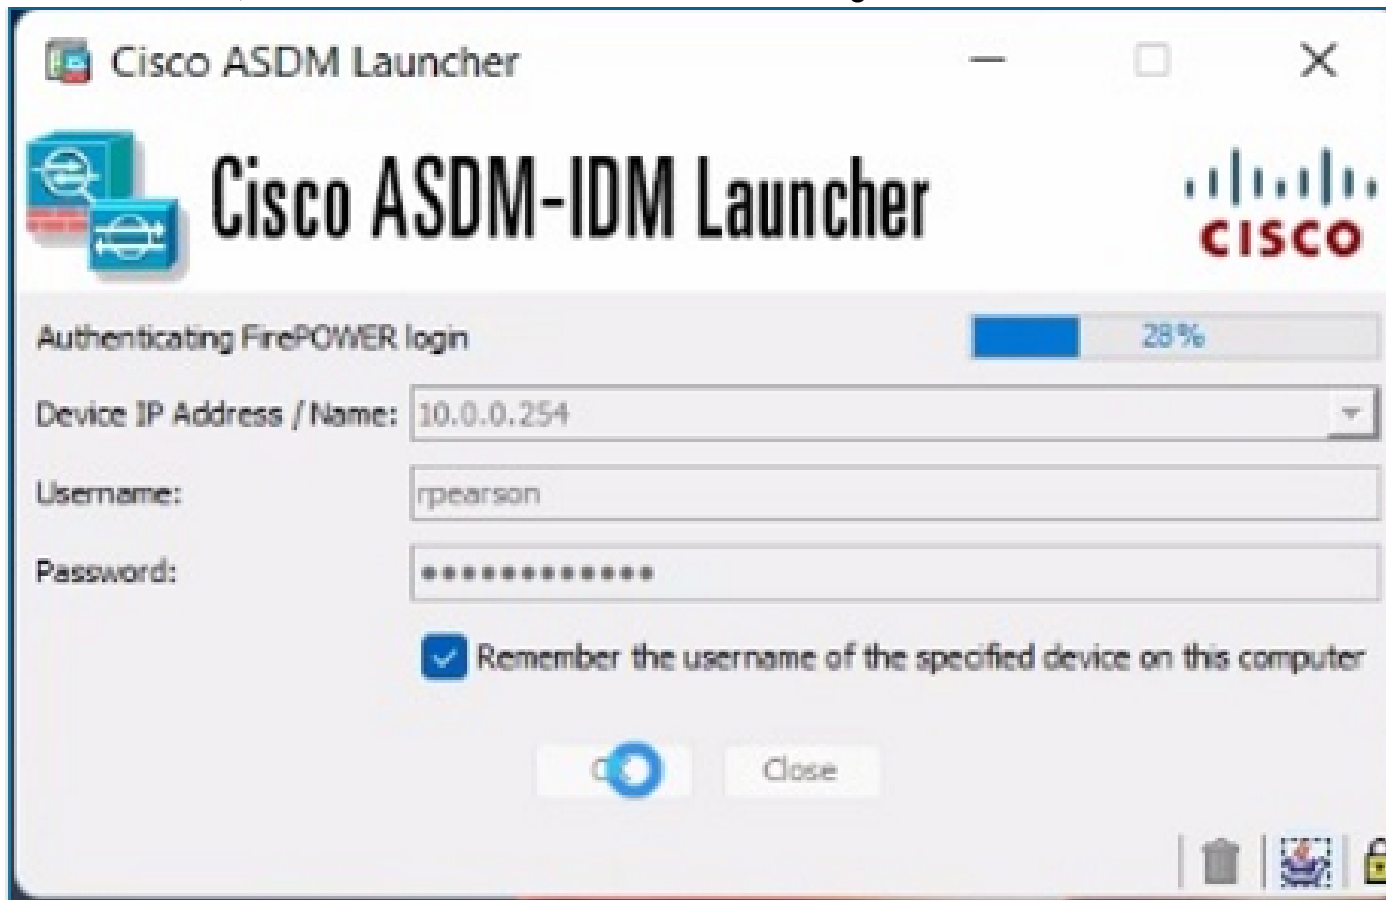 Cisco ASDM Launcher
Cisco ASDM-IDM Launcher
CISCO
Authenticating FirePOWER login
28%
Device IP Address / Name: 10.0.0.254
Username: rpearson
Password: ••••••••••••
Remember the username of the specified device on this computer
Close